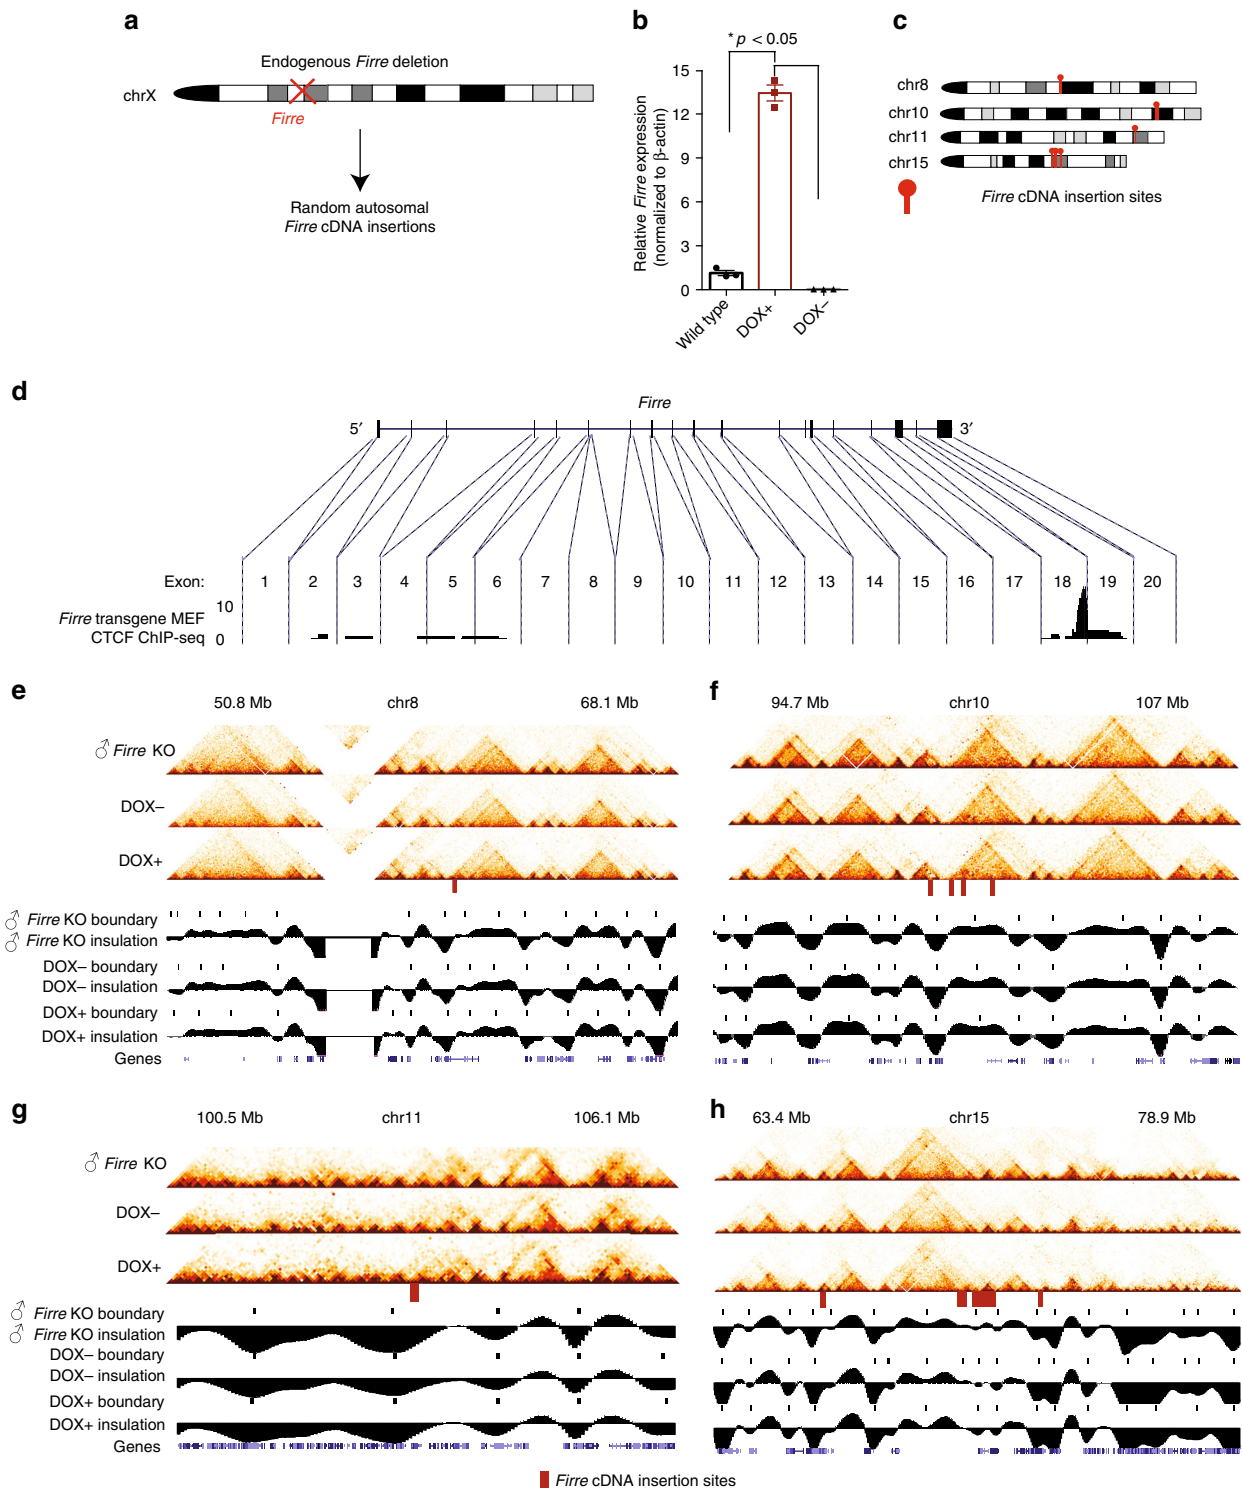 a
Endogenous Firre deletion
chrX
Firre
Random autosomal
Firre cDNA insertions
b
* p < 0.05
Relative Firre expression
(normalized to β-actin)
15
12
9
6
3
0
Wild type
DOX+
DOX–
c
chr8
chr10
chr11
chr15
Firre cDNA insertion sites
d
Firre
5′
3′
Exon:
1 2 3 4 5 6 7 8 9 10 11 12 13 14 15 16 17 18 19 20
Firre transgene MEF
CTCF ChIP-seq
10
0
e
50.8 Mb chr8 68.1 Mb
♂ Firre KO
DOX–
DOX+
♂ Firre KO boundary
♂ Firre KO insulation
DOX– boundary
DOX– insulation
DOX+ boundary
DOX+ insulation
Genes
f
94.7 Mb chr10 107 Mb
g
100.5 Mb chr11 106.1 Mb
♂ Firre KO
DOX–
DOX+
♂ Firre KO boundary
♂ Firre KO insulation
DOX– boundary
DOX– insulation
DOX+ boundary
DOX+ insulation
Genes
h
63.4 Mb chr15 78.9 Mb
Firre cDNA insertion sites